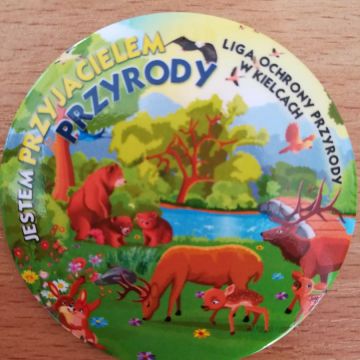 JESTEM PRZYJACIELEM
PRZYRODY
LIGA OCHRONY PRZYRODY
W KIELCACH